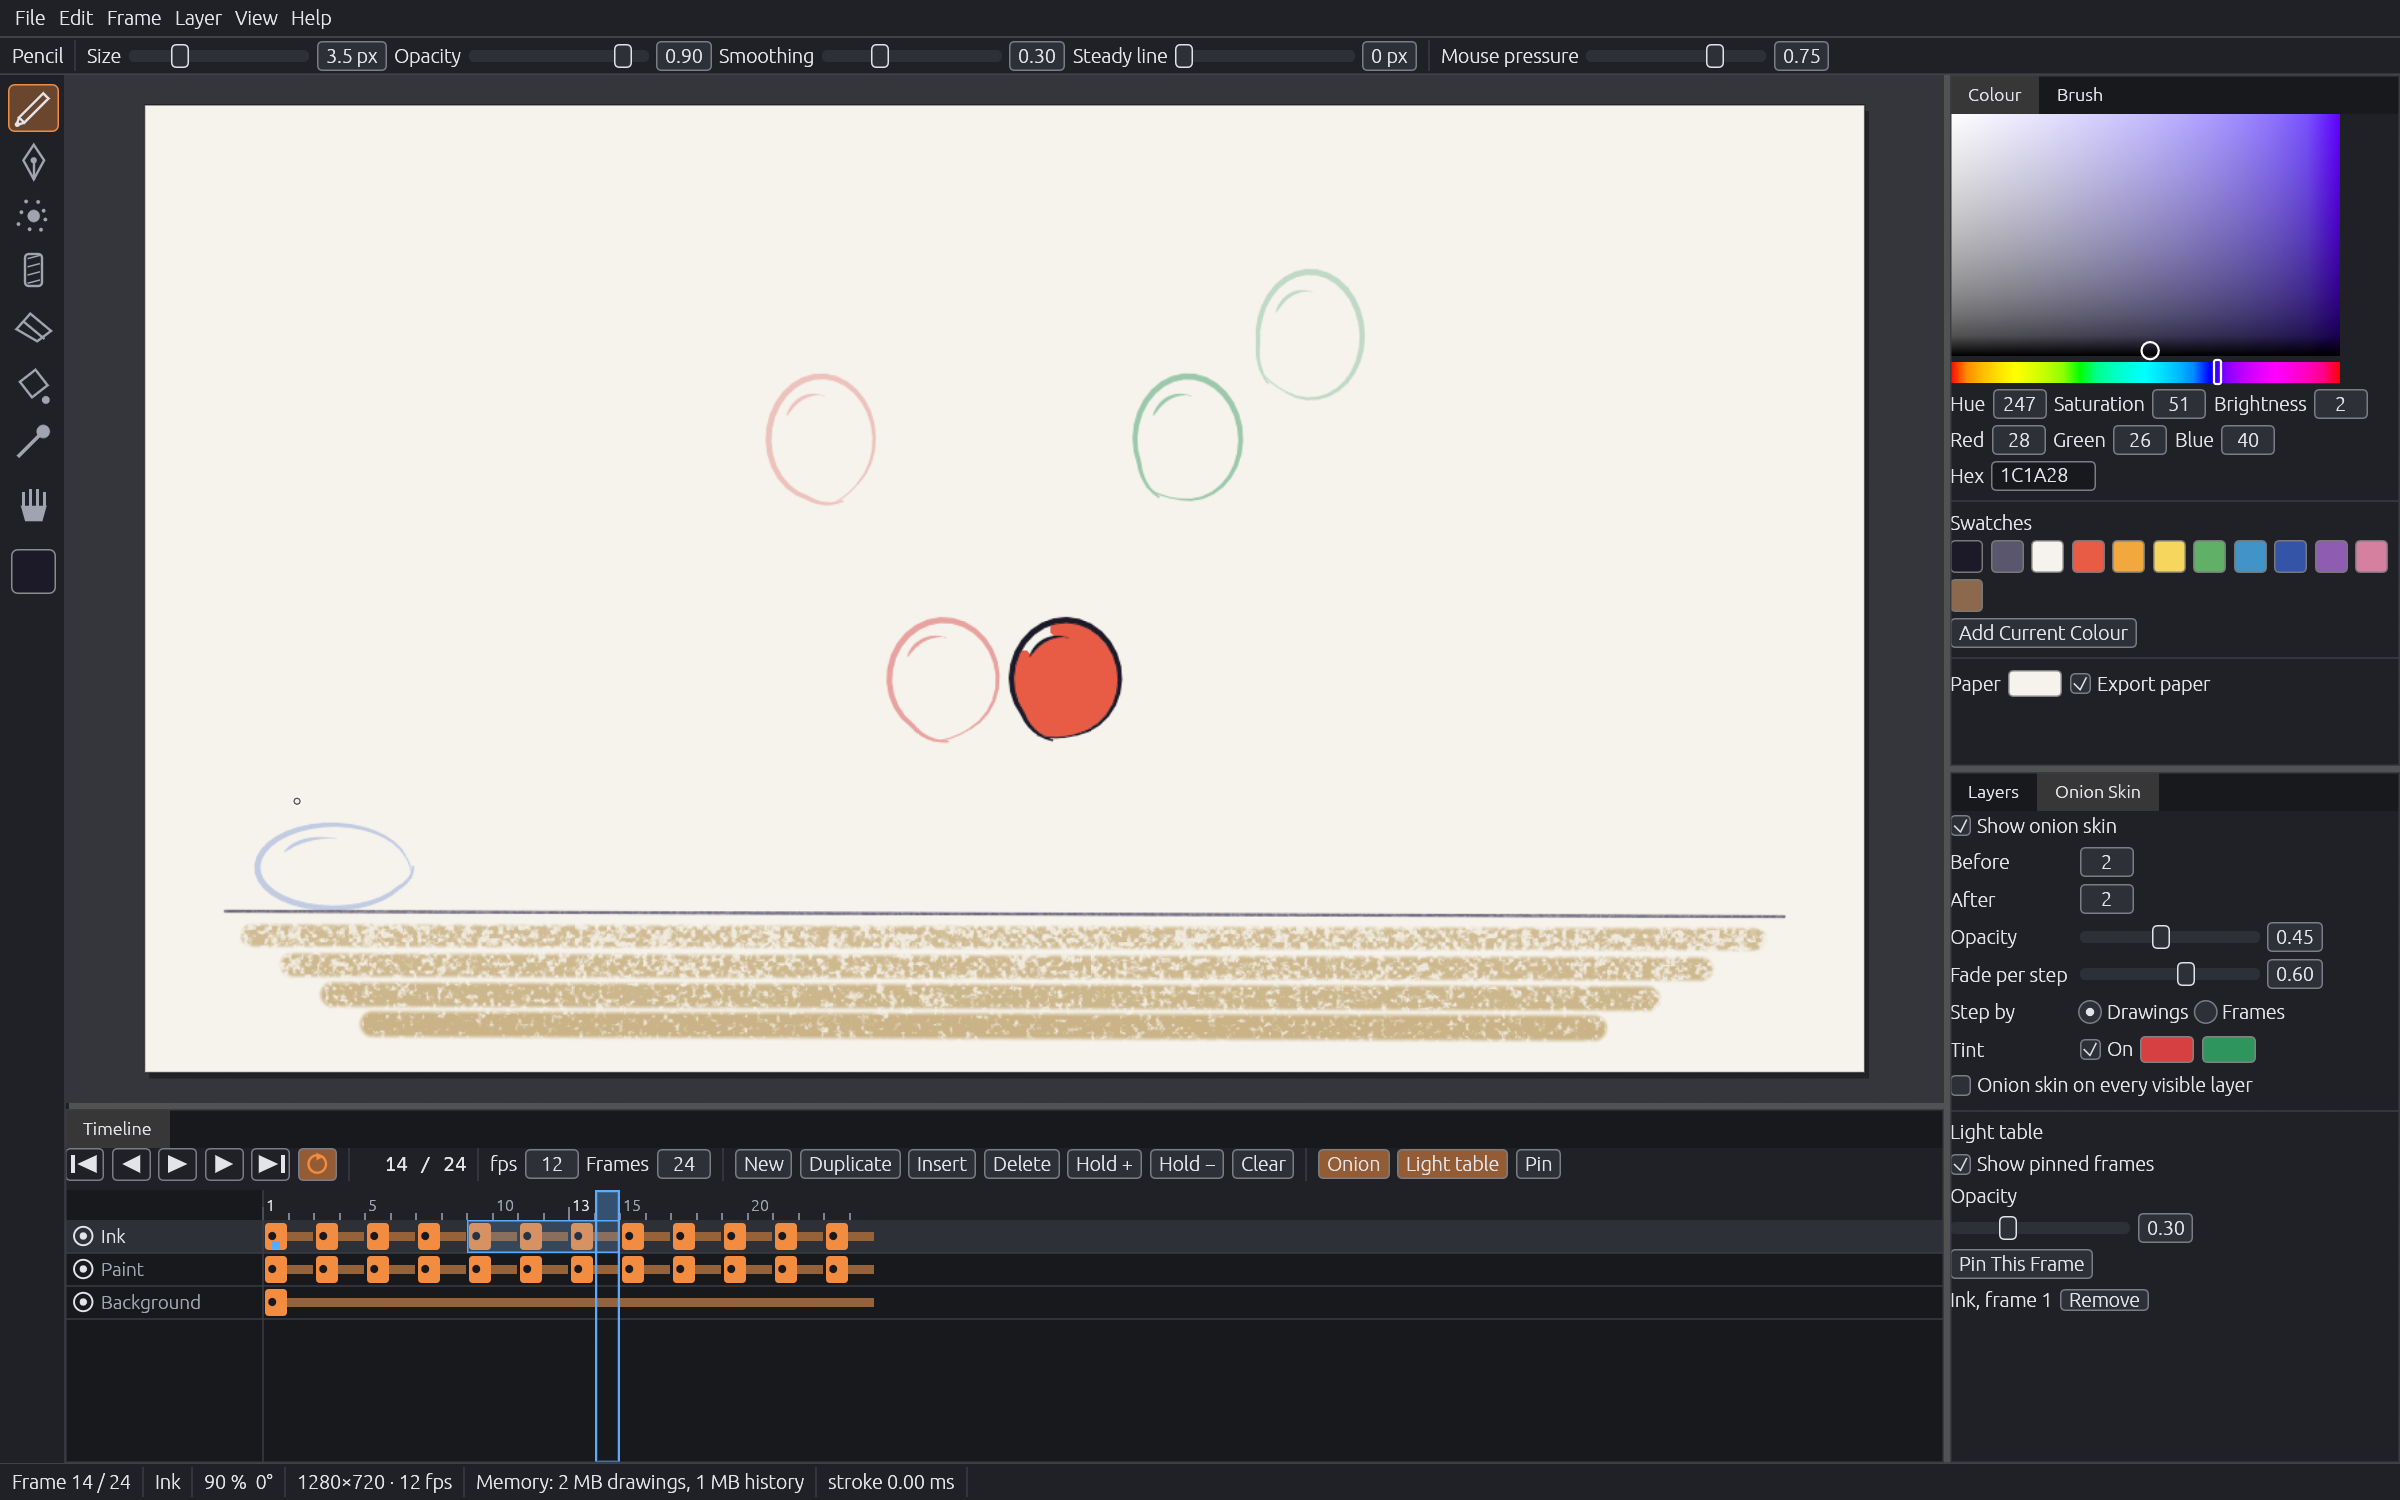 File Edit Frame Layer View Help
Pencil Size 3.5 px Opacity 0.90 Smoothing 0.30 Steady line 0 px Mouse pressure 0.75
Colour Brush
Hue 247 Saturation 51 Brightness 2
Red 28 Green 26 Blue 40
Hex 1C1A28
Swatches
Add Current Colour
Paper Export paper
Layers Onion Skin
Show onion skin
Before 2
After 2
Opacity 0.45
Fade per step 0.60
Step by Drawings Frames
Tint On
Onion skin on every visible layer
Light table
Show pinned frames
Opacity
0.30
Pin This Frame
Ink, frame 1 Remove
Timeline
14 / 24 fps 12 Frames 24 New Duplicate Insert Delete Hold + Hold – Clear Onion Light table Pin
1 5 10 13 15 20
Ink
Paint
Background
Frame 14 / 24 Ink 90 % 0° 1280×720 · 12 fps Memory: 2 MB drawings, 1 MB history stroke 0.00 ms